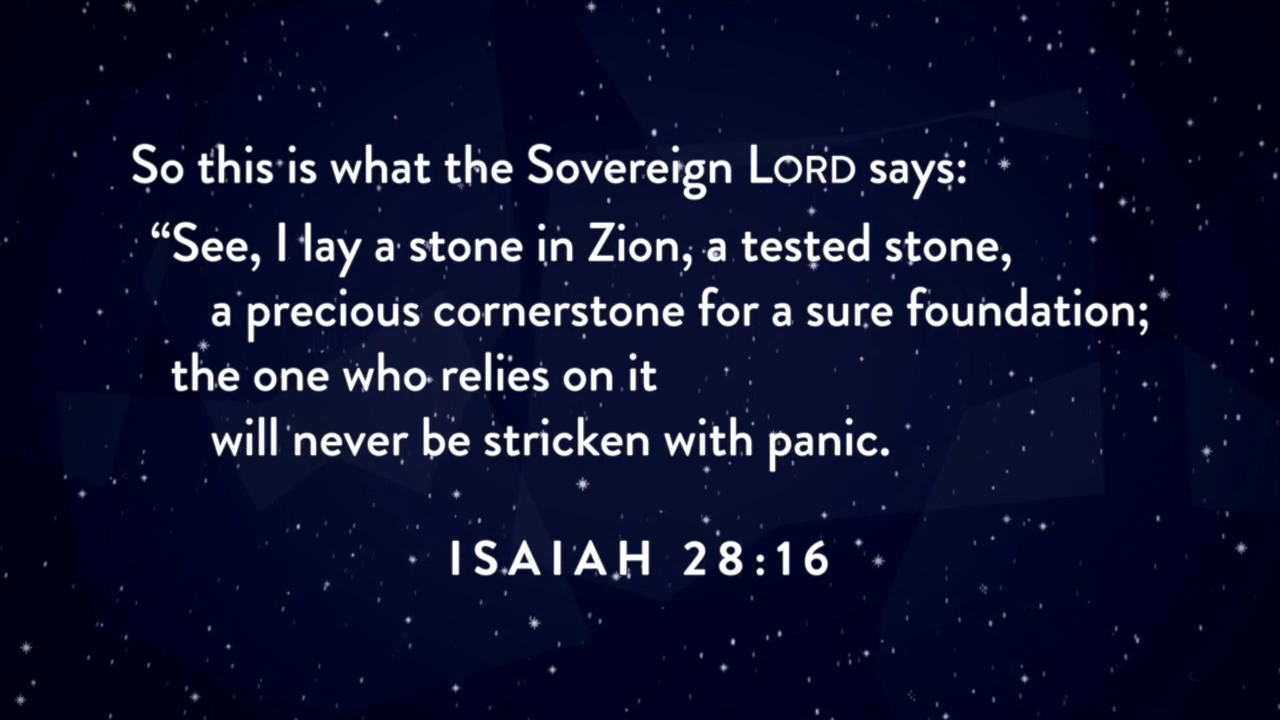 So this is what the Sovereign LORD says:
“See, I lay a stone in Zion, a tested stone,
a precious cornerstone for a sure foundation;
the one who relies on it
will never be stricken with panic.
ISAIAH 28:16